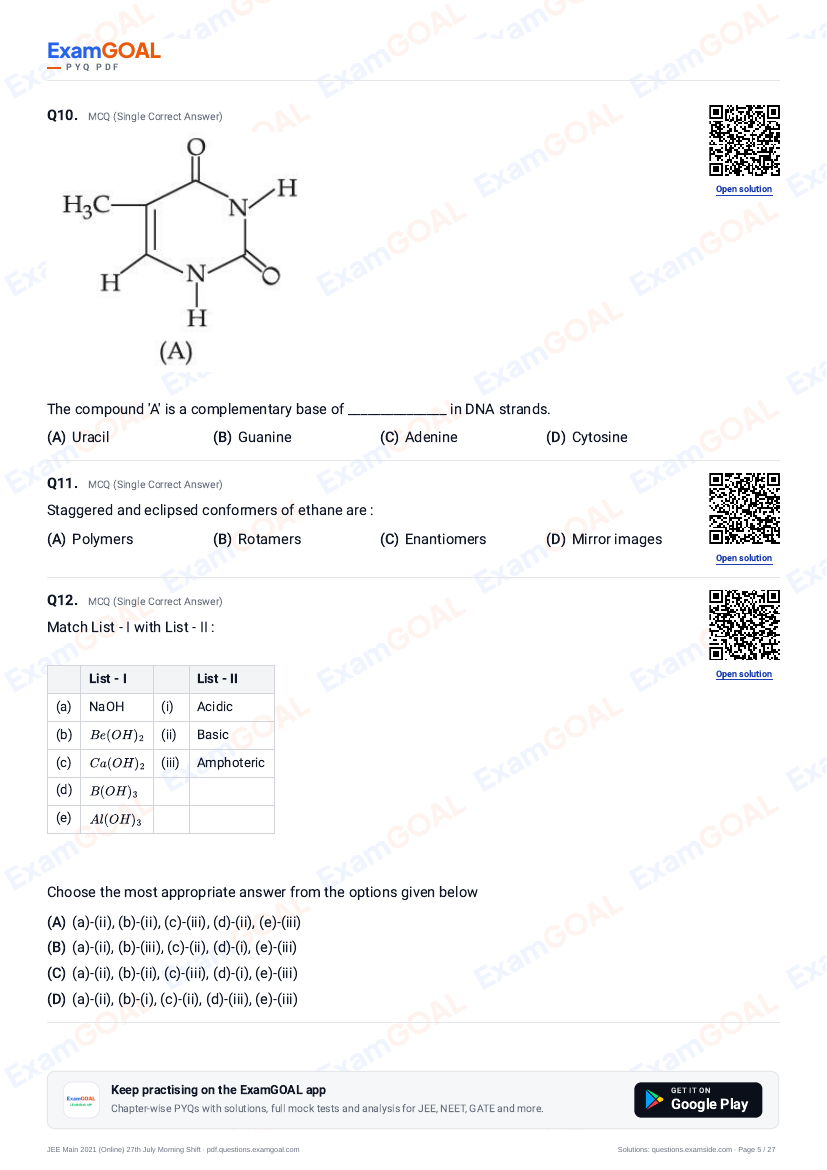 ExamGOAL
PYQ PDF
Q10. MCQ (Single Correct Answer)
Open solution
O
H
H₃C
N
H
N
O
H
(A)
The compound 'A' is a complementary base of ______________ in DNA strands.
(A) Uracil (B) Guanine (C) Adenine (D) Cytosine
Q11. MCQ (Single Correct Answer)
Staggered and eclipsed conformers of ethane are :
(A) Polymers (B) Rotamers (C) Enantiomers (D) Mirror images
Open solution
Q12. MCQ (Single Correct Answer)
Match List - I with List - II :
Open solution
List - I List - II
(a) NaOH (i) Acidic
(b) Be(OH)₂ (ii) Basic
(c) Ca(OH)₂ (iii) Amphoteric
(d) B(OH)₃
(e) Al(OH)₃
Choose the most appropriate answer from the options given below
(A) (a)-(ii), (b)-(ii), (c)-(iii), (d)-(ii), (e)-(iii)
(B) (a)-(ii), (b)-(iii), (c)-(ii), (d)-(i), (e)-(iii)
(C) (a)-(ii), (b)-(ii), (c)-(iii), (d)-(i), (e)-(iii)
(D) (a)-(ii), (b)-(i), (c)-(ii), (d)-(iii), (e)-(iii)
ExamGOAL
Keep practising on the ExamGOAL app
Chapter-wise PYQs with solutions, full mock tests and analysis for JEE, NEET, GATE and more.
GET IT ON
Google Play
JEE Main 2021 (Online) 27th July Morning Shift · pdf.questions.examgoal.com
Solutions: questions.examside.com · Page 5 / 27